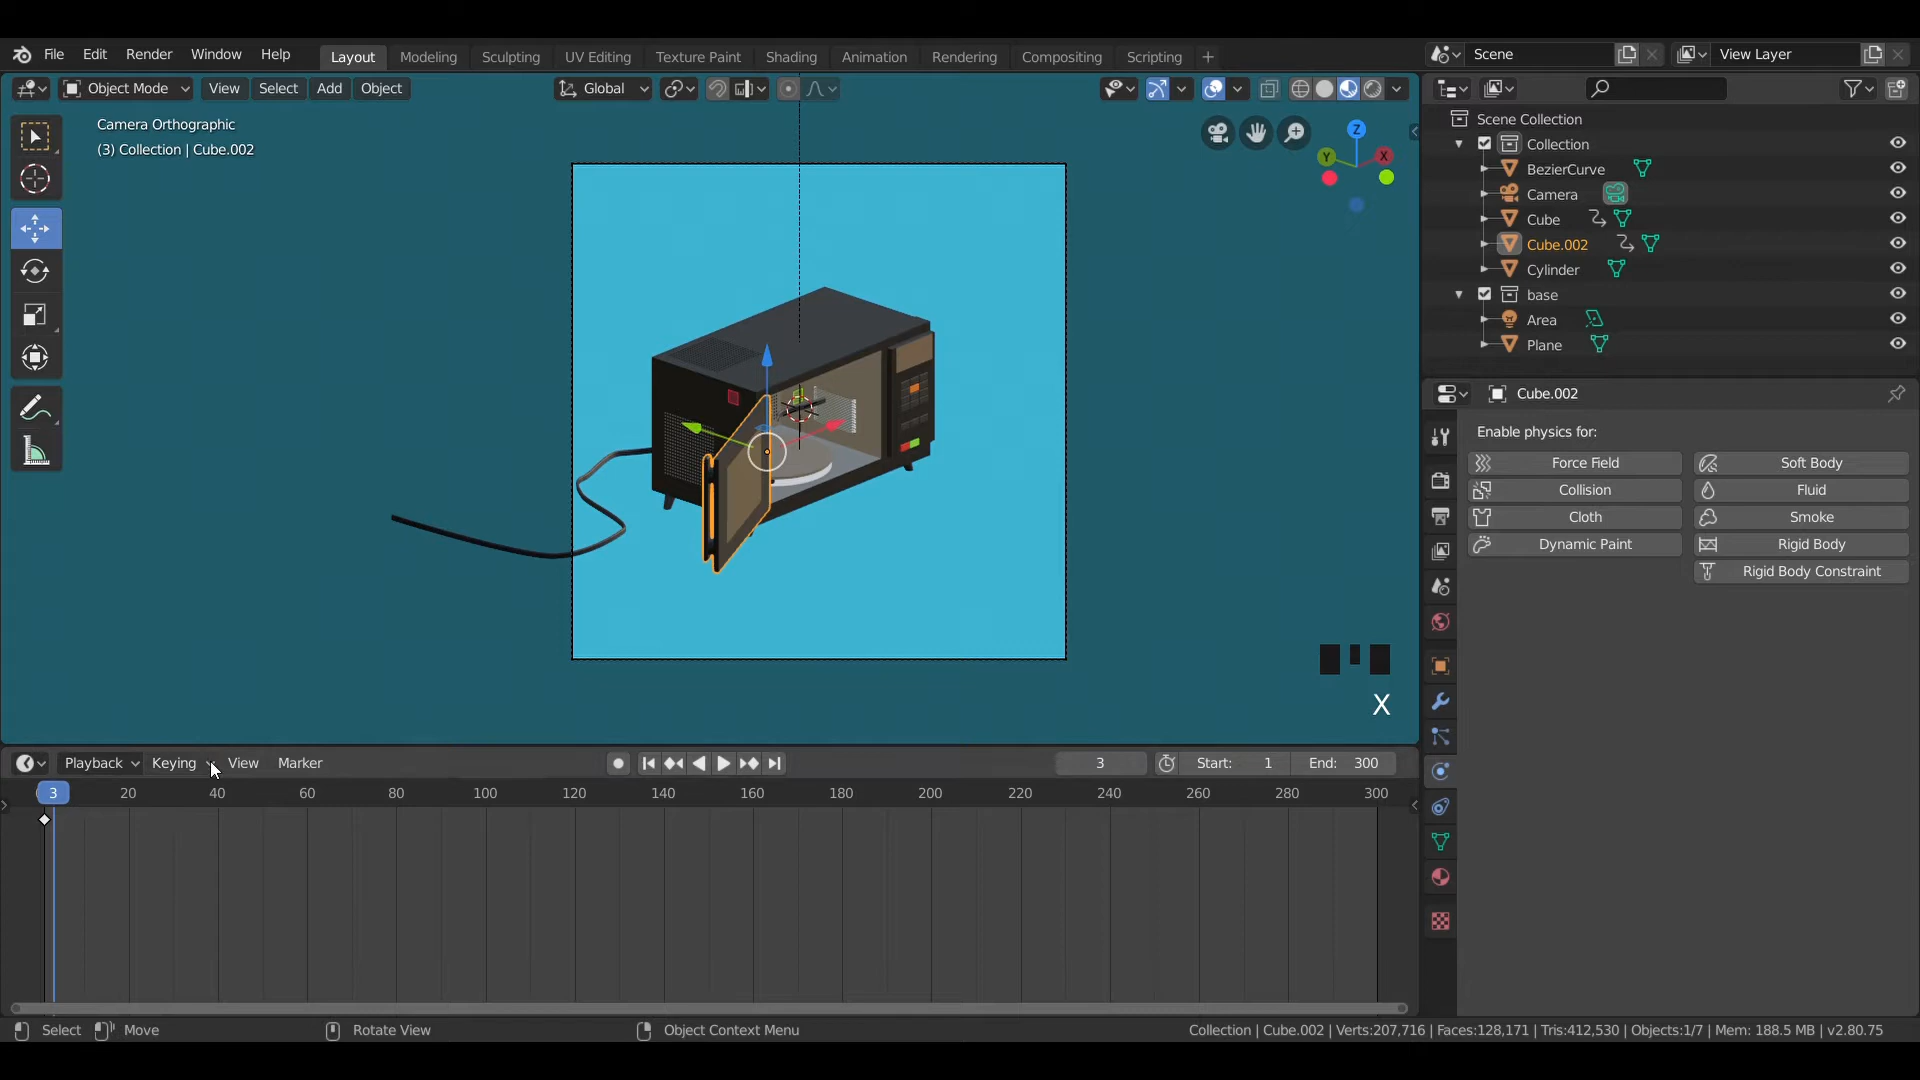 File Edit Render Window Help Layout Modeling Sculpting UV Editing Texture Paint Shading Animation Rendering Compositing Scripting + Scene View Layer
Object Mode View Select Add Object Global
Camera Orthographic
(3) Collection | Cube.002
Z
Y
X
X
Scene Collection
Collection
BezierCurve
Camera
Cube
Cube.002
Cylinder
base
Area
Plane
Cube.002
Enable physics for:
Force Field Soft Body
Collision Fluid
Cloth Smoke
Dynamic Paint Rigid Body
Rigid Body Constraint
Playback Keying View Marker 3 Start: 1 End: 300
3 20 40 60 80 100 120 140 160 180 200 220 240 260 280 300
Select Move Rotate View Object Context Menu Collection | Cube.002 | Verts:207,716 | Faces:128,171 | Tris:412,530 | Objects:1/7 | Mem: 188.5 MB | v2.80.75